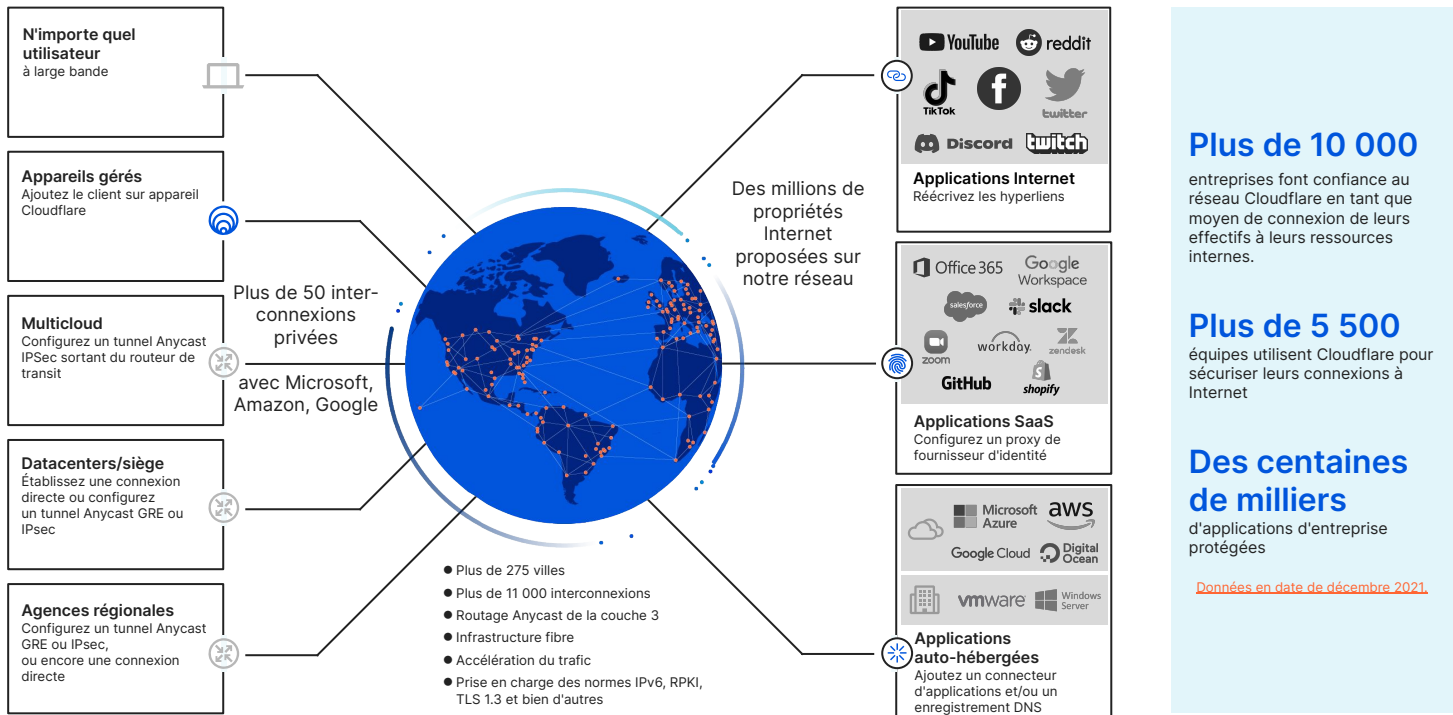 N'importe quel
utilisateur
à large bande
Appareils gérés
Ajoutez le client sur appareil
Cloudflare
Multicloud
Configurez un tunnel Anycast
IPSec sortant du routeur de
transit
Datacenters/siège
Établissez une connexion
directe ou configurez
un tunnel Anycast GRE ou
IPsec
Agences régionales
Configurez un tunnel Anycast
GRE ou IPsec,
ou encore une connexion
directe
Plus de 50 inter-
connexions
privées
avec Microsoft,
Amazon, Google
Des millions de
propriétés
Internet
proposées sur
notre réseau
● Plus de 275 villes
● Plus de 11 000 interconnexions
● Routage Anycast de la couche 3
● Infrastructure fibre
● Accélération du trafic
● Prise en charge des normes IPv6, RPKI,
TLS 1.3 et bien d'autres
YouTube reddit
TikTok twitter
Discord twitch
Applications Internet
Réécrivez les hyperliens
Office 365 Google
Workspace
salesforce slack
zoom workday. zendesk
GitHub shopify
Applications SaaS
Configurez un proxy de
fournisseur d'identité
Microsoft
Azure aws
Google Cloud Digital
Ocean
vmware Windows
Server
Applications
auto-hébergées
Ajoutez un connecteur
d'applications et/ou un
enregistrement DNS
Plus de 10 000
entreprises font confiance au
réseau Cloudflare en tant que
moyen de connexion de leurs
effectifs à leurs ressources
internes.
Plus de 5 500
équipes utilisent Cloudflare pour
sécuriser leurs connexions à
Internet
Des centaines
de milliers
d'applications d'entreprise
protégées
Données en date de décembre 2021.